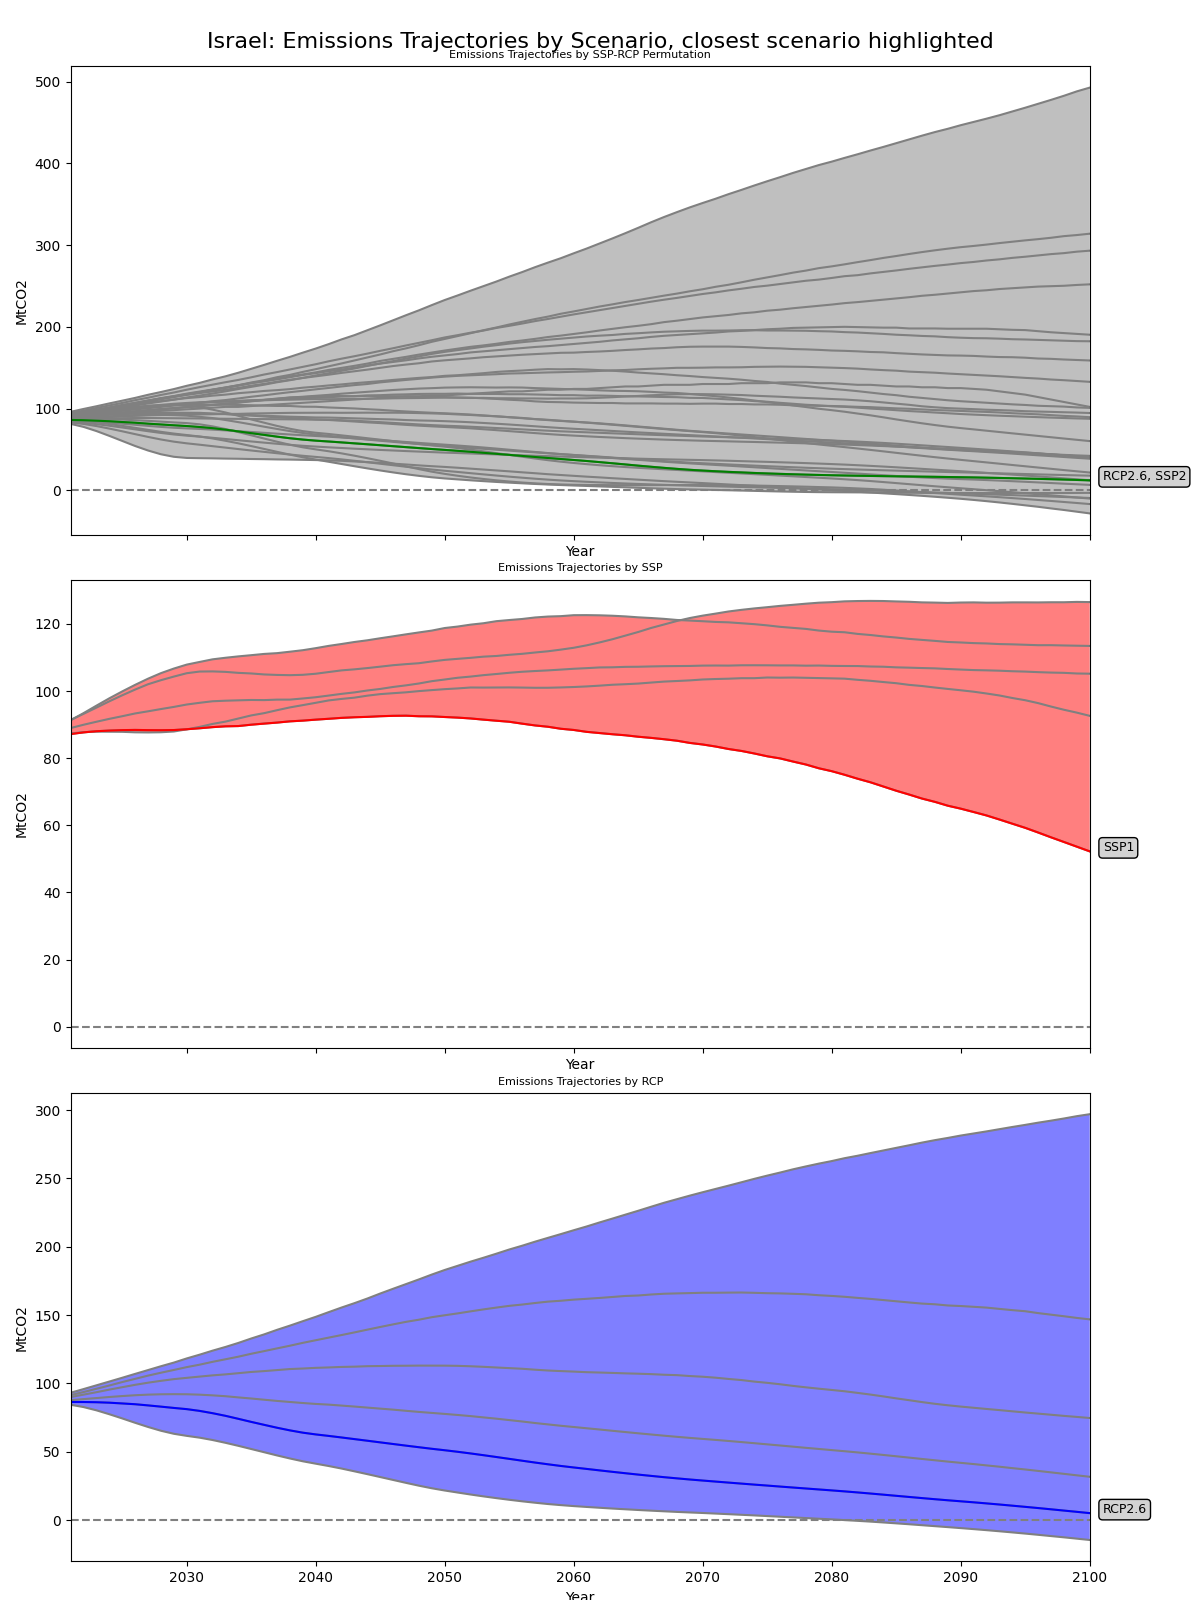 Israel: Emissions Trajectories by Scenario, closest scenario highlighted
Emissions Trajectories by SSP-RCP Permutation
500
400
300
200
100
0
MtCO2
RCP2.6, SSP2
Year
Emissions Trajectories by SSP
120
100
80
60
40
20
0
MtCO2
SSP1
Year
Emissions Trajectories by RCP
300
250
200
150
100
50
0
MtCO2
RCP2.6
2030 2040 2050 2060 2070 2080 2090 2100
Year